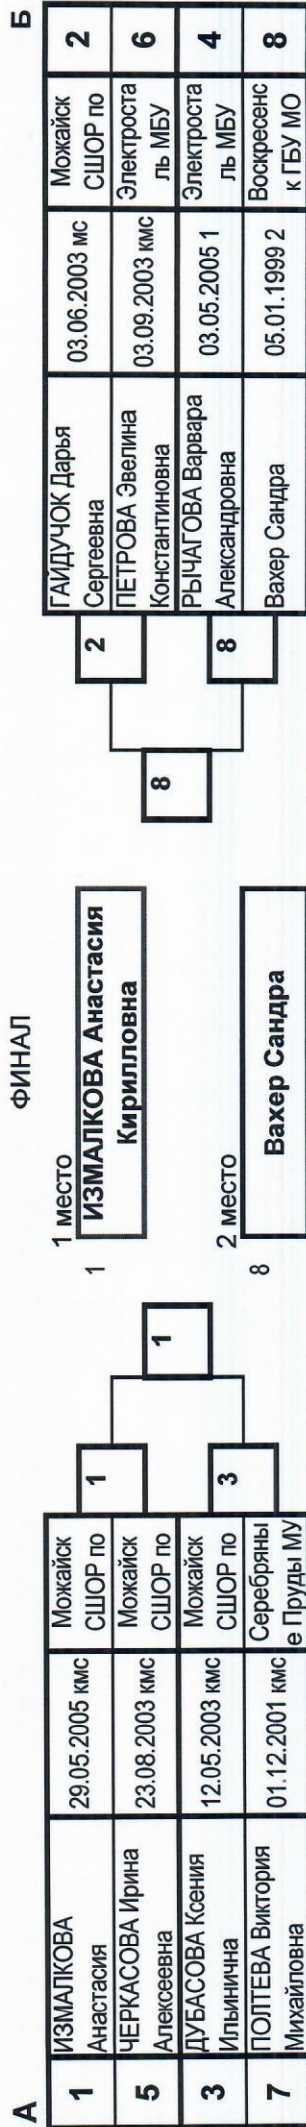 ФИНАЛ
А
1
ИЗМАЛКОВА
Анастасия
29.05.2005 кмс
Можайск
СШОР по
5
ЧЕРКАСОВА Ирина
Алексеевна
23.08.2003 кмс
Можайск
СШОР по
3
ДУБАСОВА Ксения
Ильинична
12.05.2003 кмс
Можайск
СШОР по
7
ПОЛТЕВА Виктория
Михайловна
01.12.2001 кмс
Серебряны
е Пруды МУ
1
3
1
1 место
1
ИЗМАЛКОВА Анастасия
Кирилловна
2 место
8
Вахер Сандра
8
2
8
Б
ГАЙДУЧОК Дарья
Сергеевна
03.06.2003 мс
Можайск
СШОР по
2
ПЕТРОВА Эвелина
Константиновна
03.09.2003 кмс
Электроста
ль МБУ
6
РЫЧАГОВА Варвара
Александровна
03.05.2005 1
Электроста
ль МБУ
4
Вахер Сандра
05.01.1999 2
Воскресенс
к ГБУ МО
8